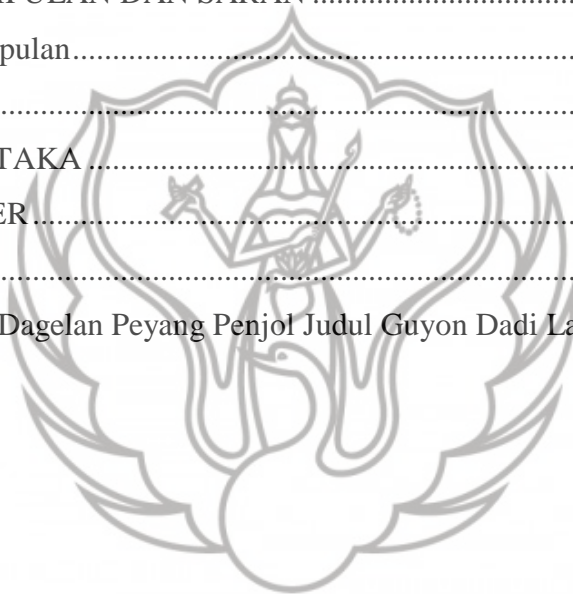 PULAN DAN SARAN ................................
pulan................................................................
................................................................
TAKA ................................................................
ER ................................................................
................................................................
Dagelan Peyang Penjol Judul Guyon Dadi La